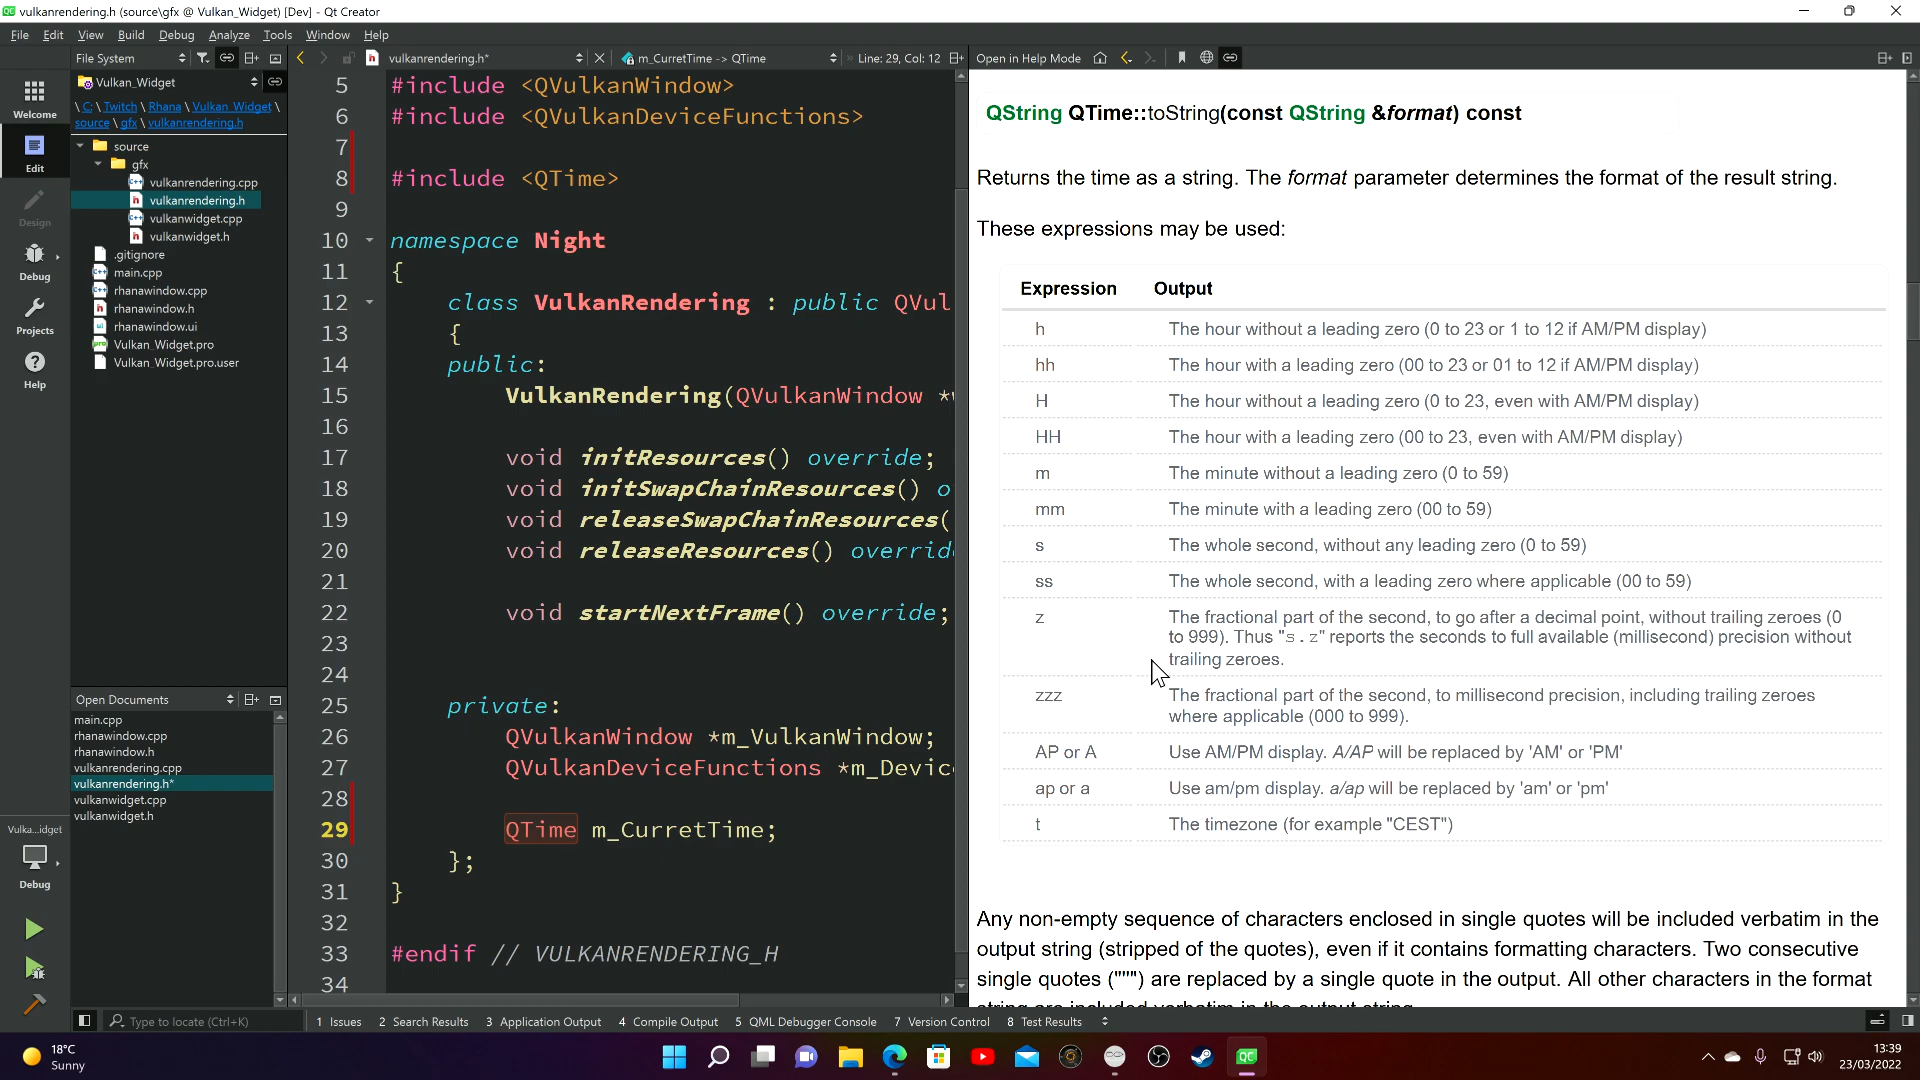 vulkanrendering.h (source\gfx @ Vulkan_Widget) [Dev] - Qt Creator
File Edit View Build Debug Analyze Tools Window Help
File System
vulkanrendering.h*
m_CurretTime -> QTime
Line: 29, Col: 12
Open in Help Mode
Welcome
Edit
Design
Debug
Projects
Help
Vulkan_Widget
\ C: \ Twitch \ Rhana \ Vulkan_Widget \
source \ gfx \ vulkanrendering.h
source
gfx
vulkanrendering.cpp
vulkanrendering.h
vulkanwidget.cpp
vulkanwidget.h
.gitignore
main.cpp
rhanawindow.cpp
rhanawindow.h
rhanawindow.ui
Vulkan_Widget.pro
Vulkan_Widget.pro.user
Open Documents
main.cpp
rhanawindow.cpp
rhanawindow.h
vulkanrendering.cpp
vulkanrendering.h*
vulkanwidget.cpp
vulkanwidget.h
Vulka...idget
Debug
5 #include <QVulkanWindow>
6 #include <QVulkanDeviceFunctions>
7
8 #include <QTime>
9
10 namespace Night
11 {
12 class VulkanRendering : public QVul
13 {
14 public:
15 VulkanRendering(QVulkanWindow *
16
17 void initResources() override;
18 void initSwapChainResources() o
19 void releaseSwapChainResources(
20 void releaseResources() overrid
21
22 void startNextFrame() override;
23
24
25 private:
26 QVulkanWindow *m_VulkanWindow;
27 QVulkanDeviceFunctions *m_Devic
28
29 QTime m_CurretTime;
30 };
31 }
32
33 #endif // VULKANRENDERING_H
34
QString QTime::toString(const QString &format) const
Returns the time as a string. The format parameter determines the format of the result string.
These expressions may be used:
Expression Output
h The hour without a leading zero (0 to 23 or 1 to 12 if AM/PM display)
hh The hour with a leading zero (00 to 23 or 01 to 12 if AM/PM display)
H The hour without a leading zero (0 to 23, even with AM/PM display)
HH The hour with a leading zero (00 to 23, even with AM/PM display)
m The minute without a leading zero (0 to 59)
mm The minute with a leading zero (00 to 59)
s The whole second, without any leading zero (0 to 59)
ss The whole second, with a leading zero where applicable (00 to 59)
z The fractional part of the second, to go after a decimal point, without trailing zeroes (0
to 999). Thus "s.z" reports the seconds to full available (millisecond) precision without
trailing zeroes.
zzz The fractional part of the second, to millisecond precision, including trailing zeroes
where applicable (000 to 999).
AP or A Use AM/PM display. A/AP will be replaced by 'AM' or 'PM'
ap or a Use am/pm display. a/ap will be replaced by 'am' or 'pm'
t The timezone (for example "CEST")
Any non-empty sequence of characters enclosed in single quotes will be included verbatim in the
output string (stripped of the quotes), even if it contains formatting characters. Two consecutive
single quotes ("''") are replaced by a single quote in the output. All other characters in the format
string are included verbatim in the output string.
Type to locate (Ctrl+K)
1 Issues 2 Search Results 3 Application Output 4 Compile Output 5 QML Debugger Console 7 Version Control 8 Test Results
18°C
Sunny
13:39
23/03/2022